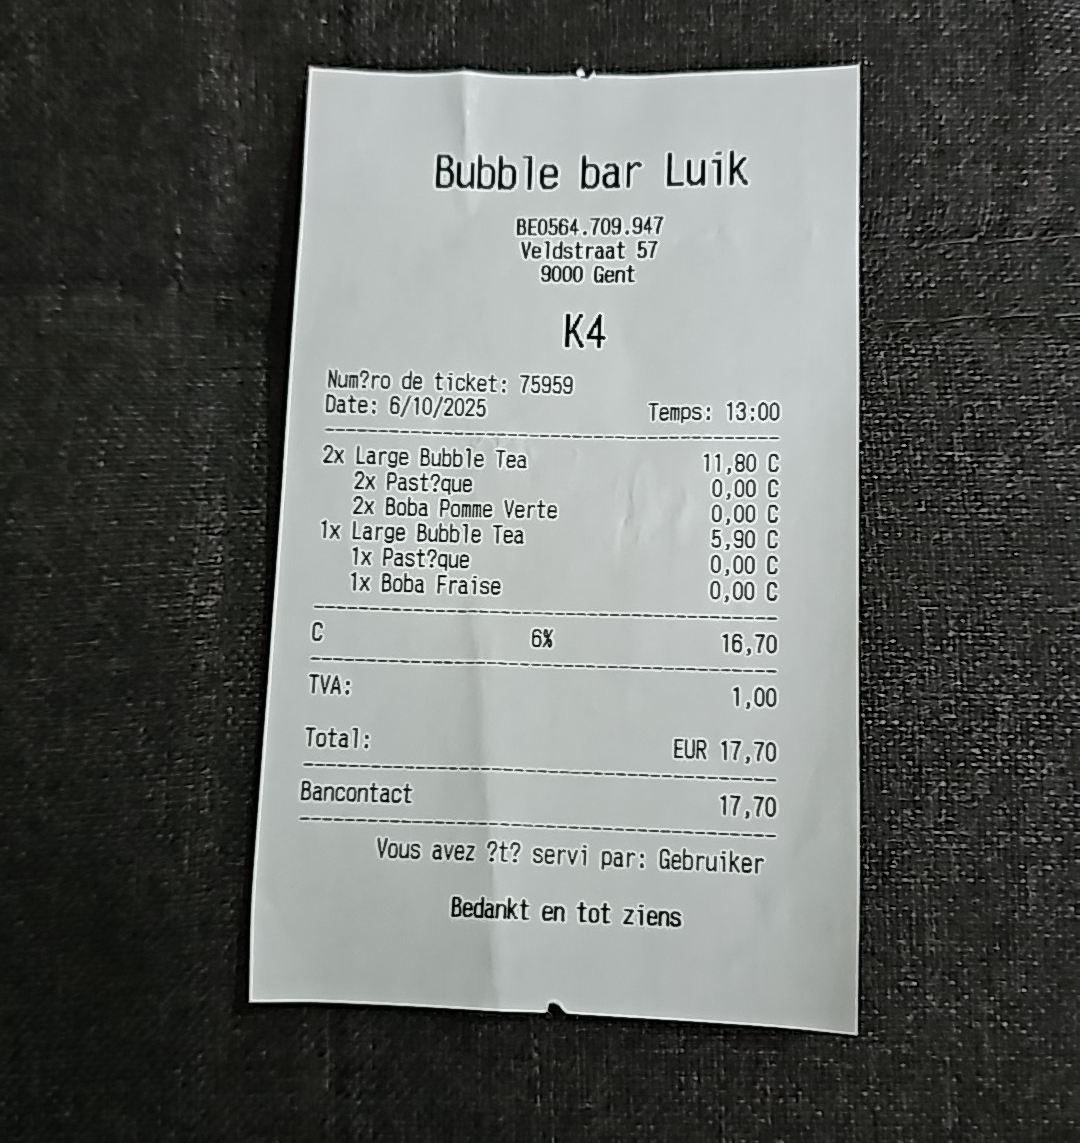 Bubble bar Luik
BE0564.709.947
Veldstraat 57
9000 Gent
K4
Num?ro de ticket: 75959
Date: 6/10/2025 Temps: 13:00
2x Large Bubble Tea 11,80 C
2x Past?que 0,00 C
2x Boba Pomme Verte 0,00 C
1x Large Bubble Tea 5,90 C
1x Past?que 0,00 C
1x Boba Fraise 0,00 C
C 6% 16,70
TVA: 1,00
Total: EUR 17,70
Bancontact 17,70
Vous avez ?t? servi par: Gebruiker
Bedankt en tot ziens